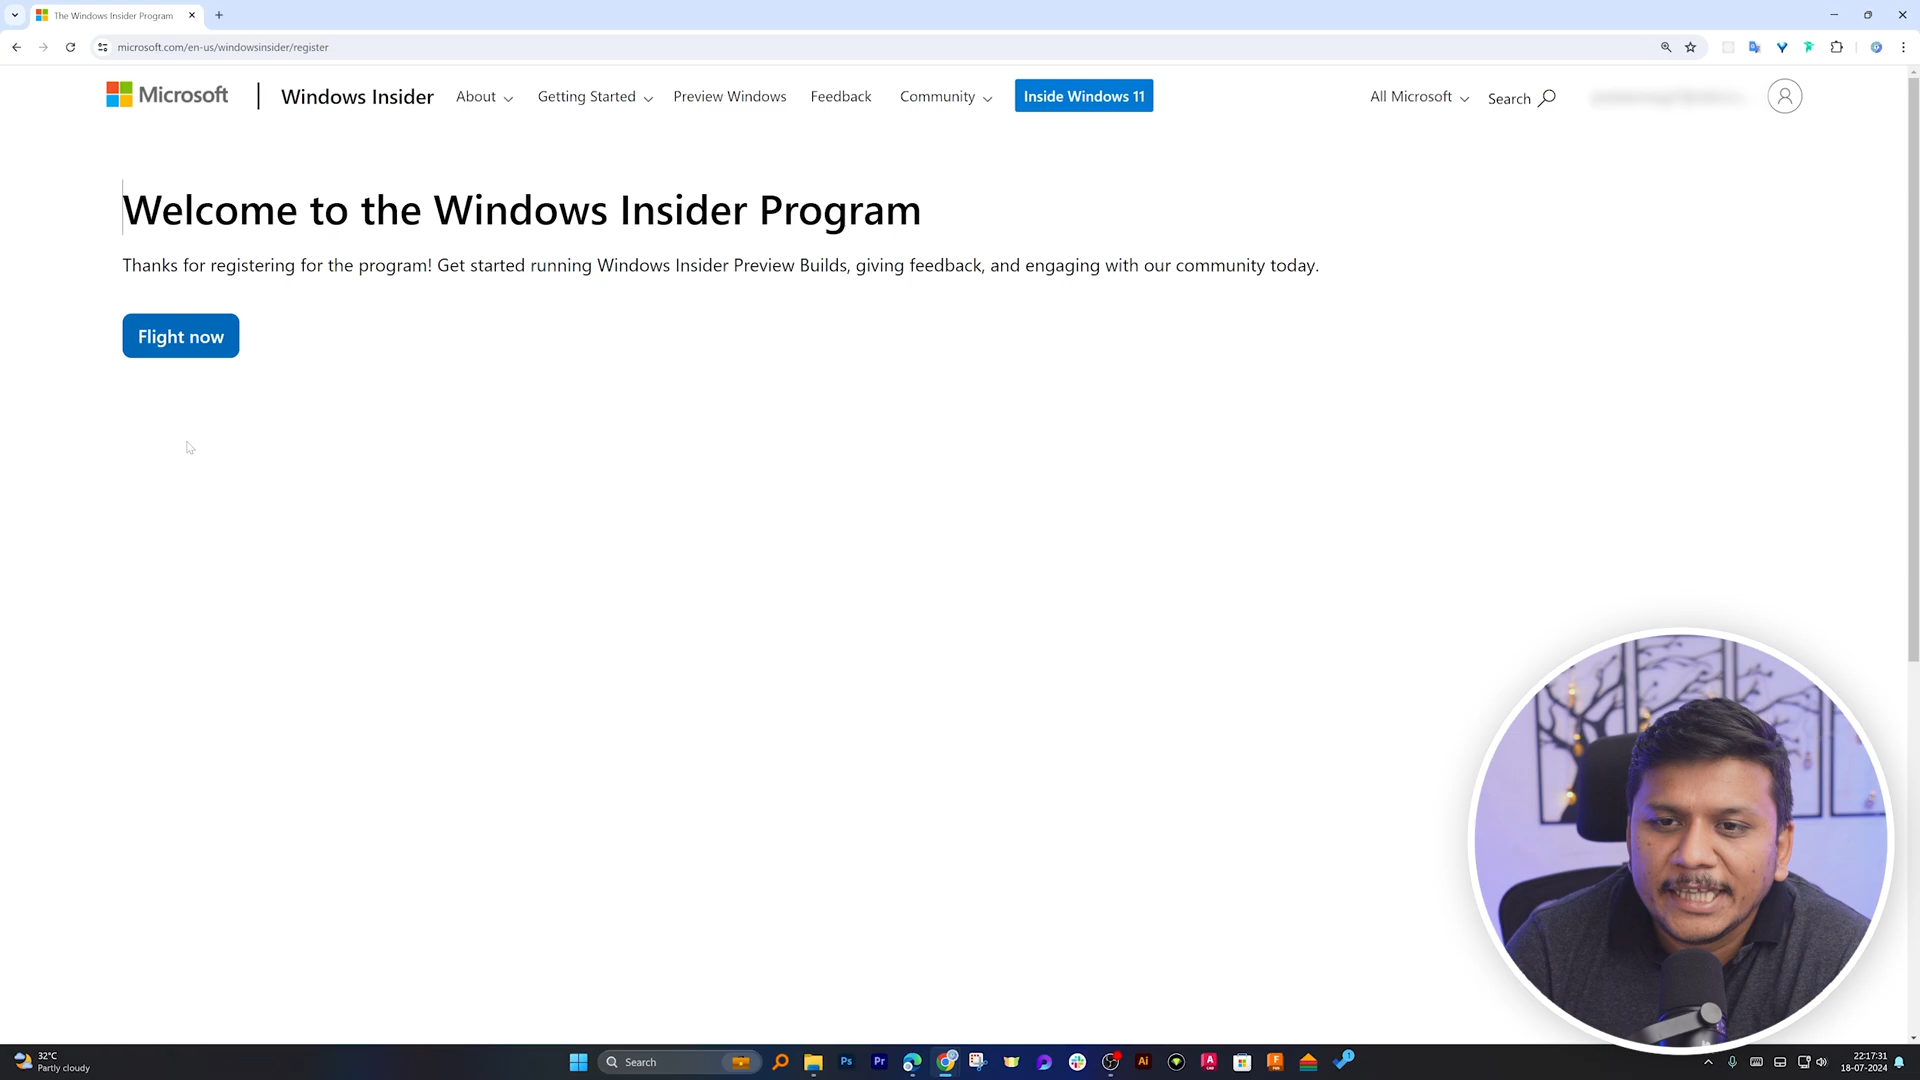 The Windows Insider Program
microsoft.com/en-us/windowsinsider/register
Microsoft
Windows Insider
About
Getting Started
Preview Windows
Feedback
Community
Inside Windows 11
All Microsoft
Search
Welcome to the Windows Insider Program
Thanks for registering for the program! Get started running Windows Insider Preview Builds, giving feedback, and engaging with our community today.
Flight now
32°C
Partly cloudy
Search
Ps
Pr
Ai
22:17:31
18-07-2024